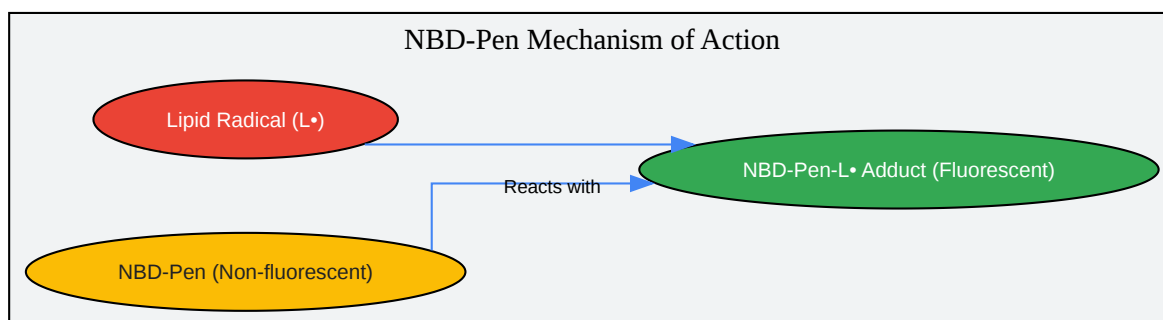 NBD-Pen Mechanism of Action
Lipid Radical (L•)
NBD-Pen-L• Adduct (Fluorescent)
Reacts with
NBD-Pen (Non-fluorescent)